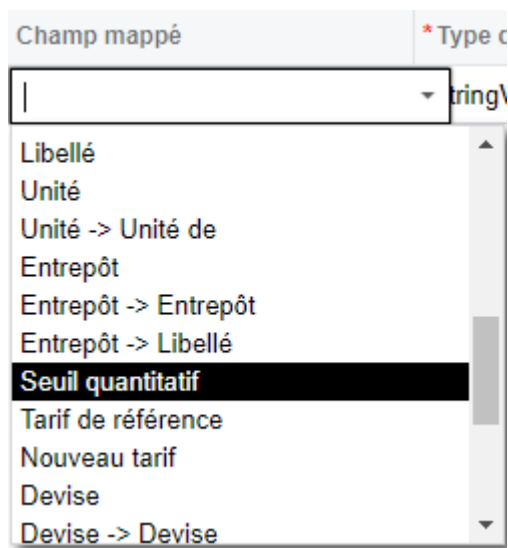 Champ mappé * Type d
tringV
Libellé
Unité
Unité -> Unité de
Entrepôt
Entrepôt -> Entrepôt
Entrepôt -> Libellé
Seuil quantitatif
Tarif de référence
Nouveau tarif
Devise
Devise -> Devise